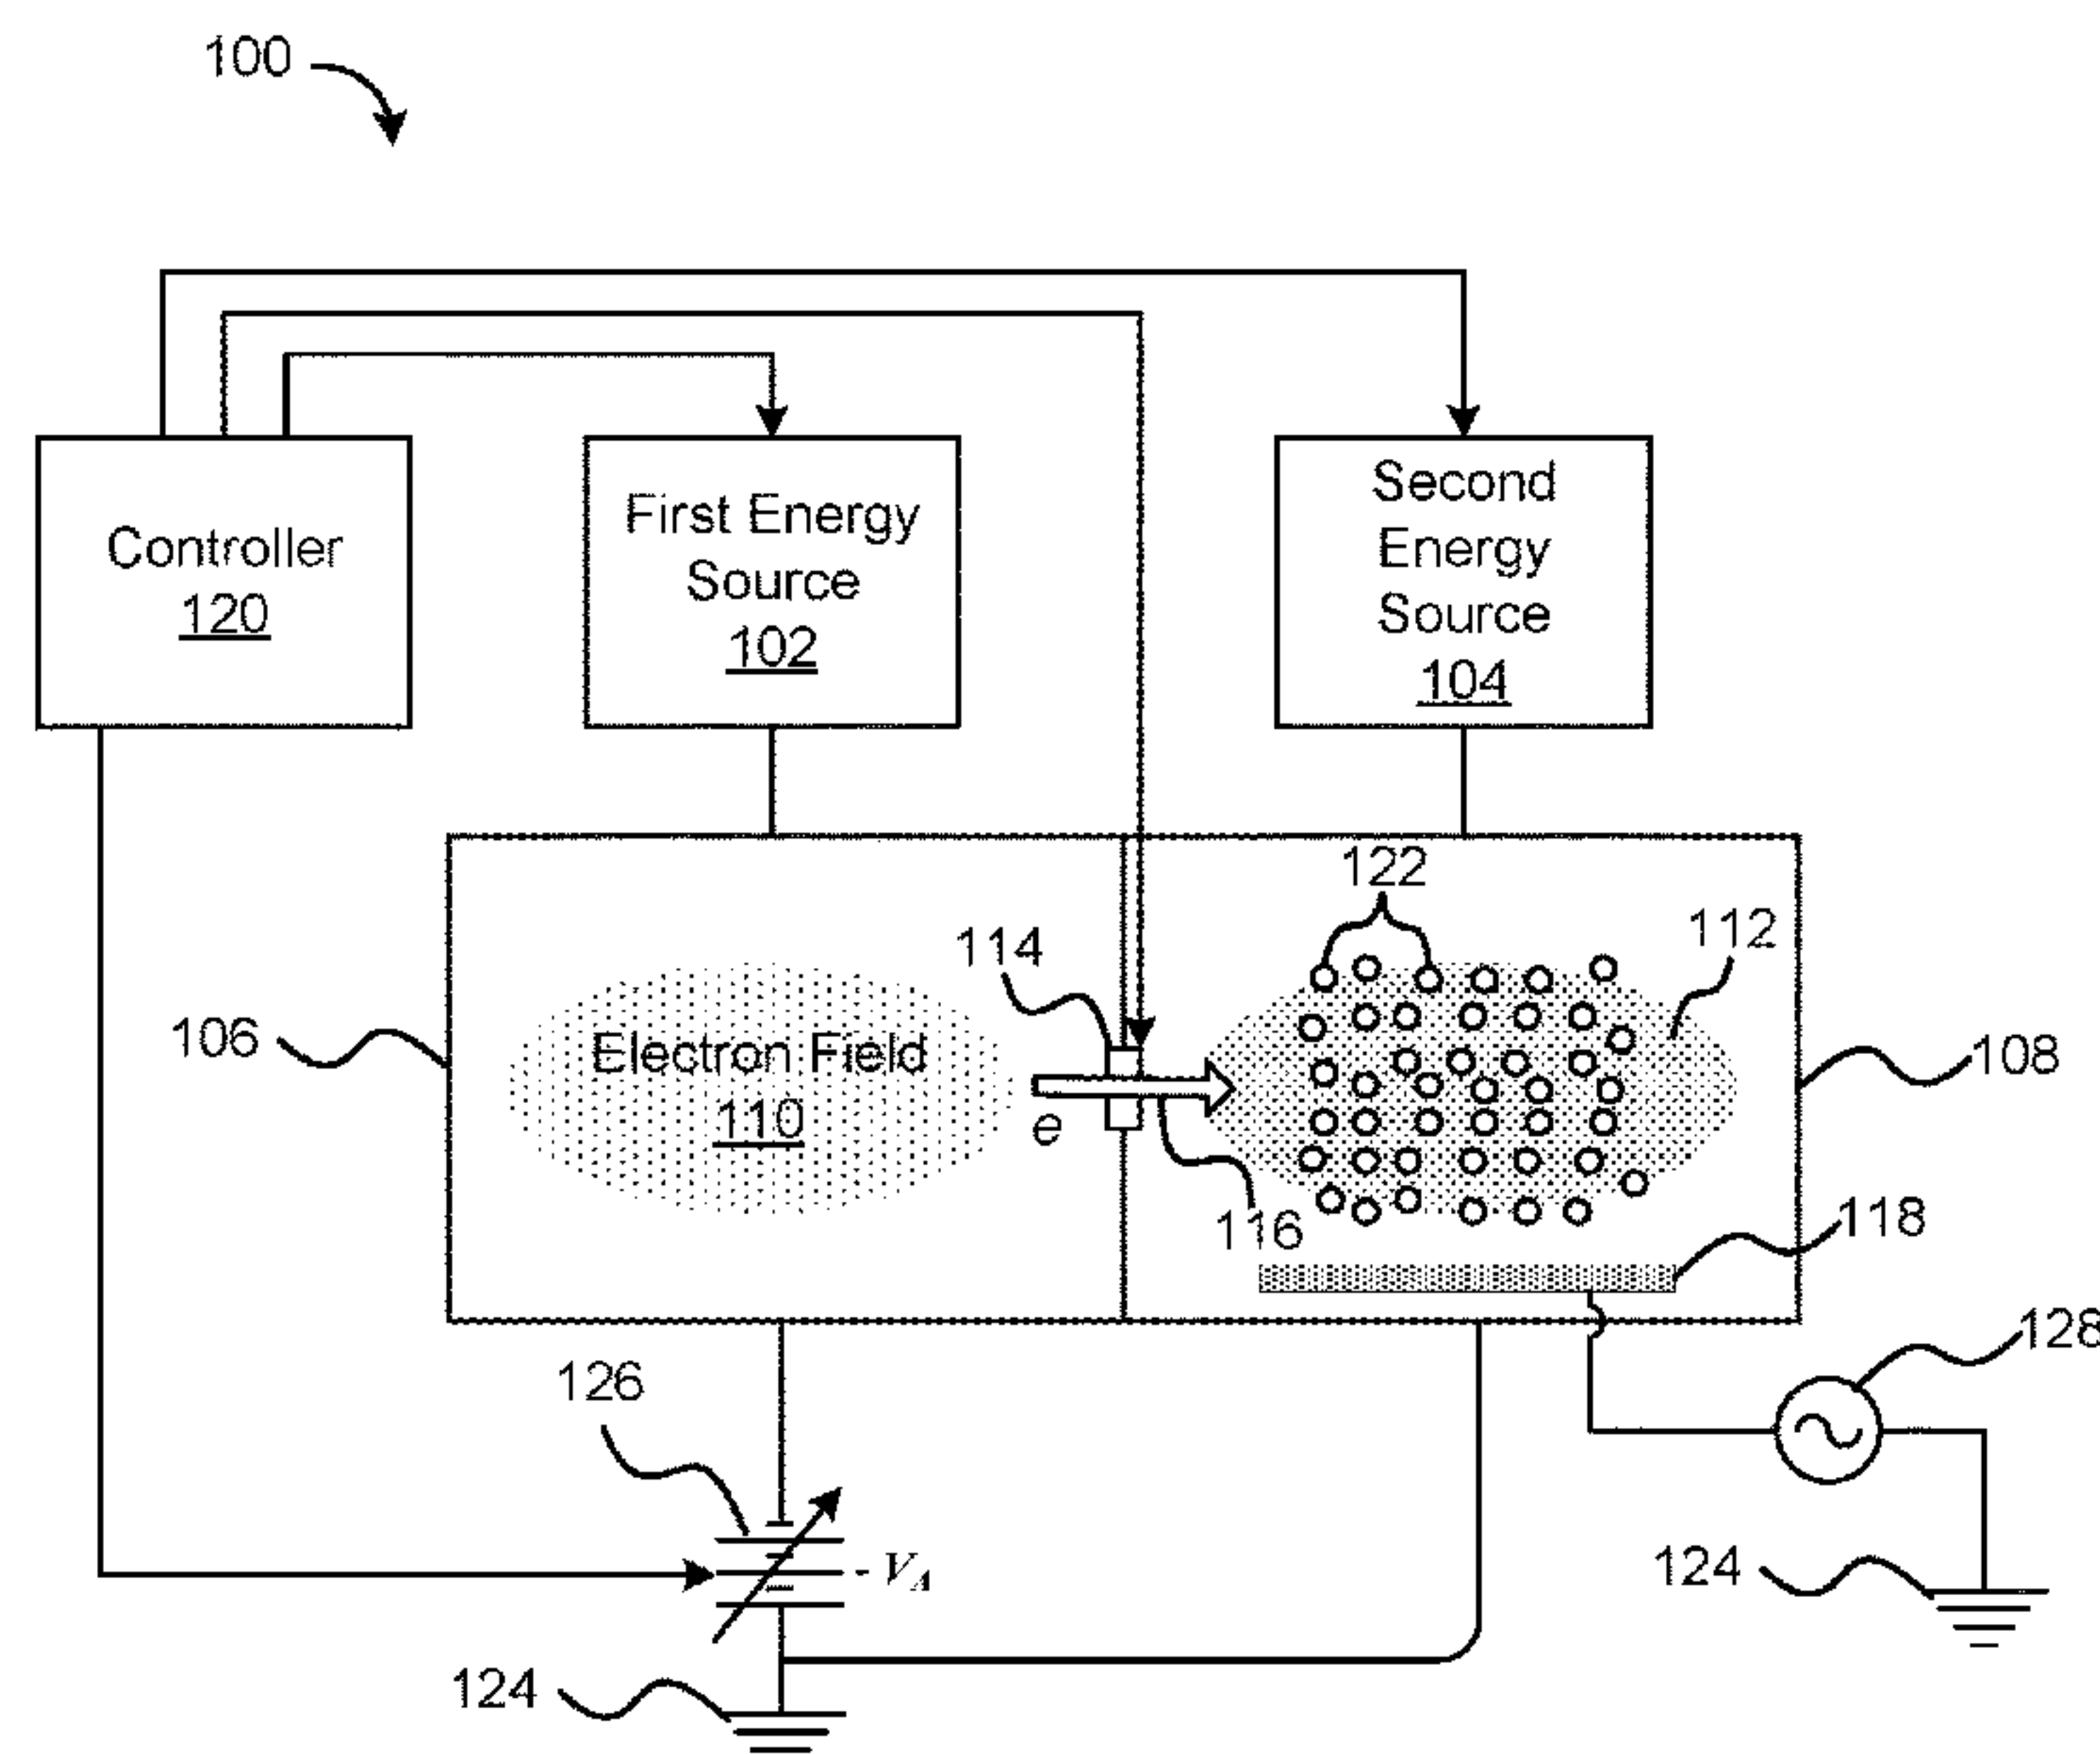 100
Controller
120
First Energy
Source
102
Second
Energy
Source
104
122
112
114
106
Electron Field
110
108
e
116
118
128
126
- V_A
124
124